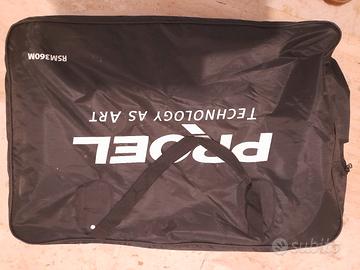 PROEL
TECHNOLOGY AS ART
RSM360M
subito